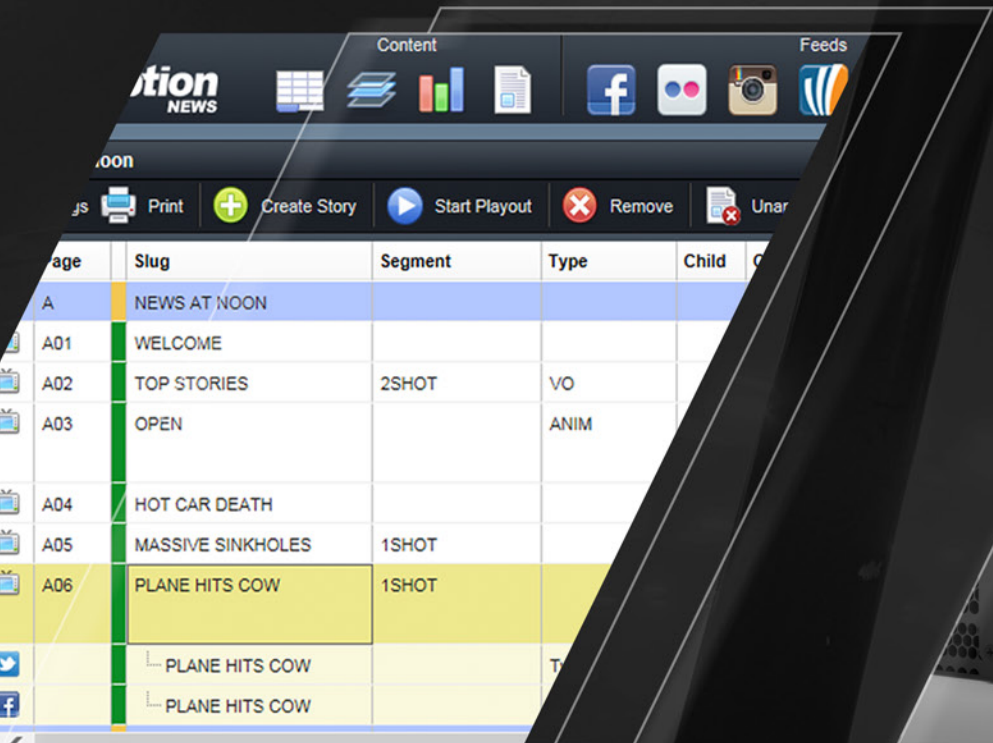 Content Feeds
NEWS
Print Create Story Start Playout Remove
Slug Segment Type Child
A NEWS AT NOON
A01 WELCOME
A02 TOP STORIES 2SHOT VO
A03 OPEN ANIM
A04 HOT CAR DEATH
A05 MASSIVE SINKHOLES 1SHOT
A06 PLANE HITS COW 1SHOT
PLANE HITS COW
PLANE HITS COW